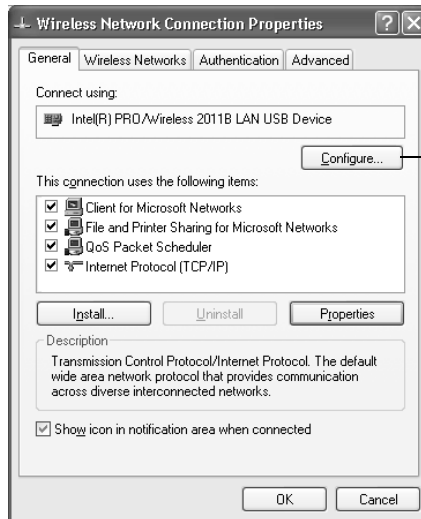 Wireless Network Connection Properties
General Wireless Networks Authentication Advanced
Connect using:
Intel(R) PRO/Wireless 2011B LAN USB Device
Configure...
This connection uses the following items:
Client for Microsoft Networks
File and Printer Sharing for Microsoft Networks
QoS Packet Scheduler
Internet Protocol (TCP/IP)
Install... Uninstall Properties
Description
Transmission Control Protocol/Internet Protocol. The default
wide area network protocol that provides communication
across diverse interconnected networks.
Show icon in notification area when connected
OK Cancel